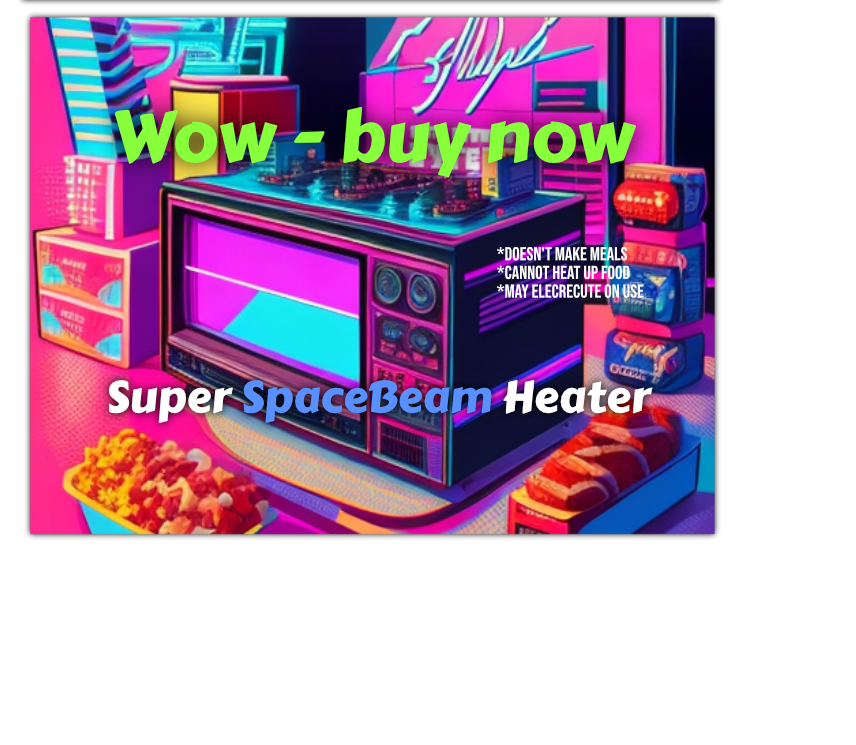 Wow - buy now
*DOESN'T MAKE MEALS
*CANNOT HEAT UP FOOD
*MAY ELECRECUTE ON USE
Super SpaceBeam Heater